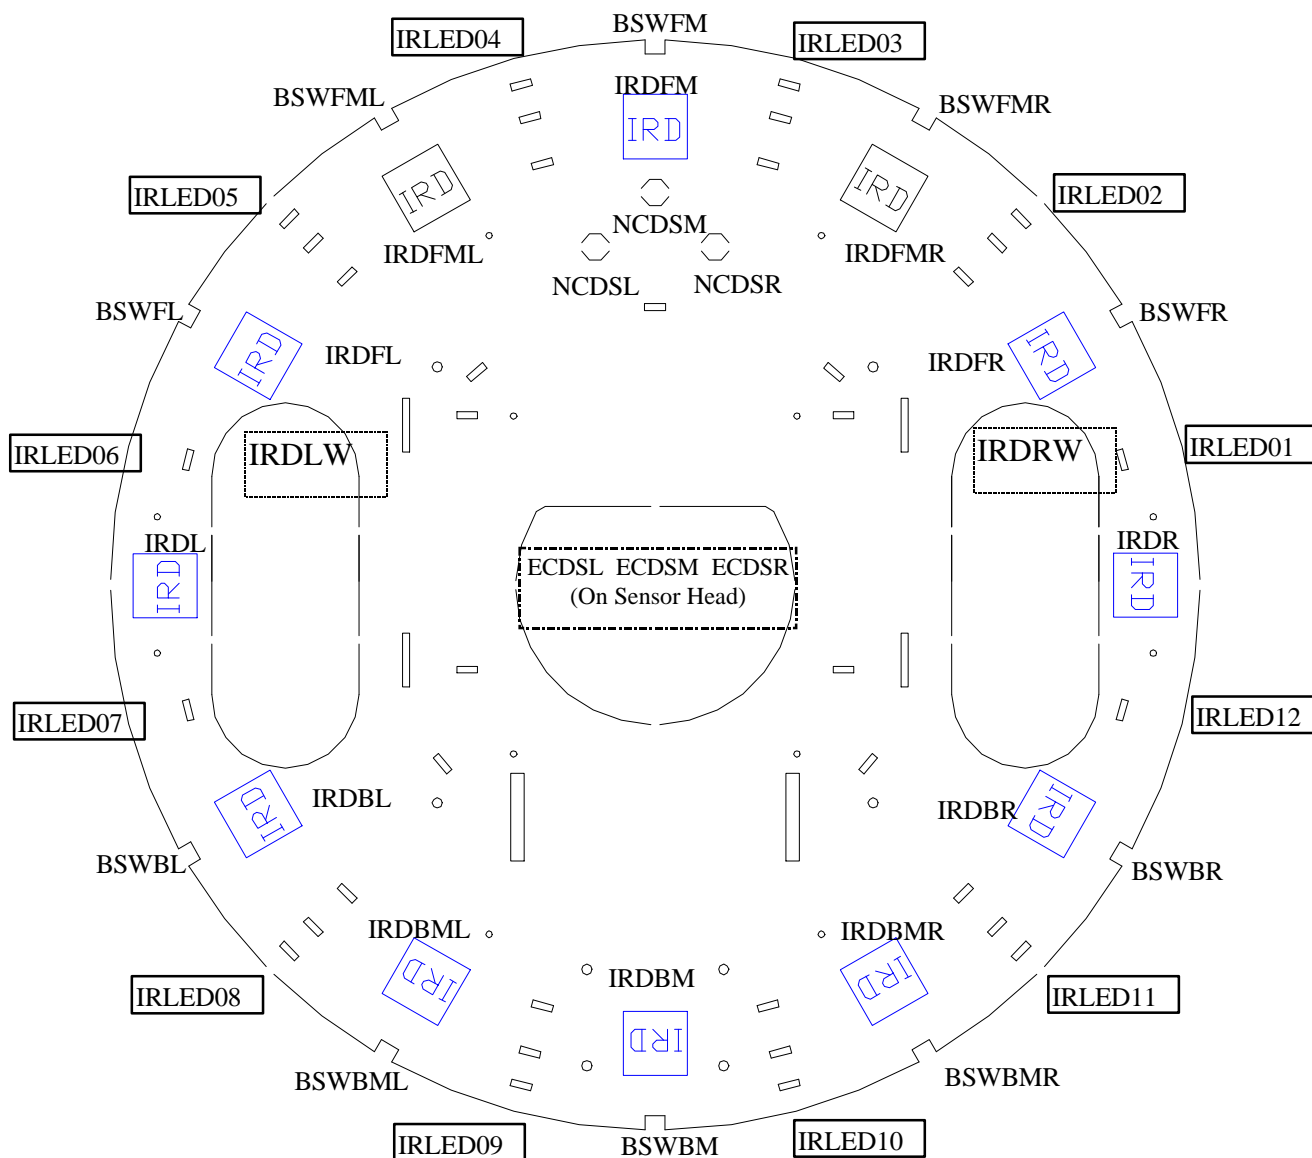 BSWFM
IRLED04
IRLED03
IRDFM
BSWFML
BSWFMR
IRD
IRD
IRD
IRLED05
IRLED02
NCDSM
IRDFML
IRDFMR
NCDSL
NCDSR
BSWFL
BSWFR
IRD
IRDFL
IRDFR
IRD
IRLED06
IRDLW
IRDRW
IRLED01
IRDL
IRDR
IRD
ECDSL ECDSM ECDSR
(On Sensor Head)
IRD
IRLED07
IRLED12
IRD
IRDBL
IRDBR
IRD
BSWBL
BSWBR
IRDBML
IRDBMR
IRD
IRDBM
IRD
IRLED08
IRLED11
IRD
BSWBML
BSWBMR
IRLED09
BSWBM
IRLED10